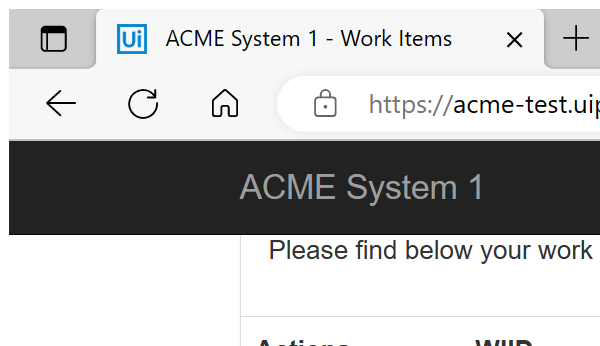 Ui ACME System 1 - Work Items
https://acme-test.uip
ACME System 1
Please find below your work
Actions WIID